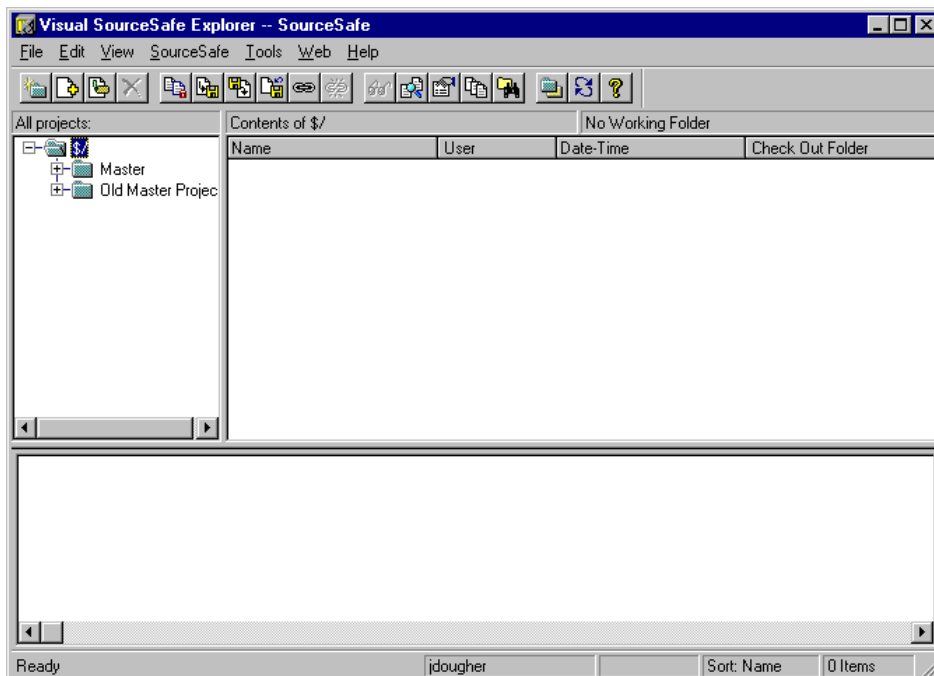 Visual SourceSafe Explorer -- SourceSafe
File Edit View SourceSafe Tools Web Help
All projects:
Contents of $/
No Working Folder
$/
Master
Old Master Projec
Name User Date-Time Check Out Folder
Ready jdougher Sort: Name 0 Items